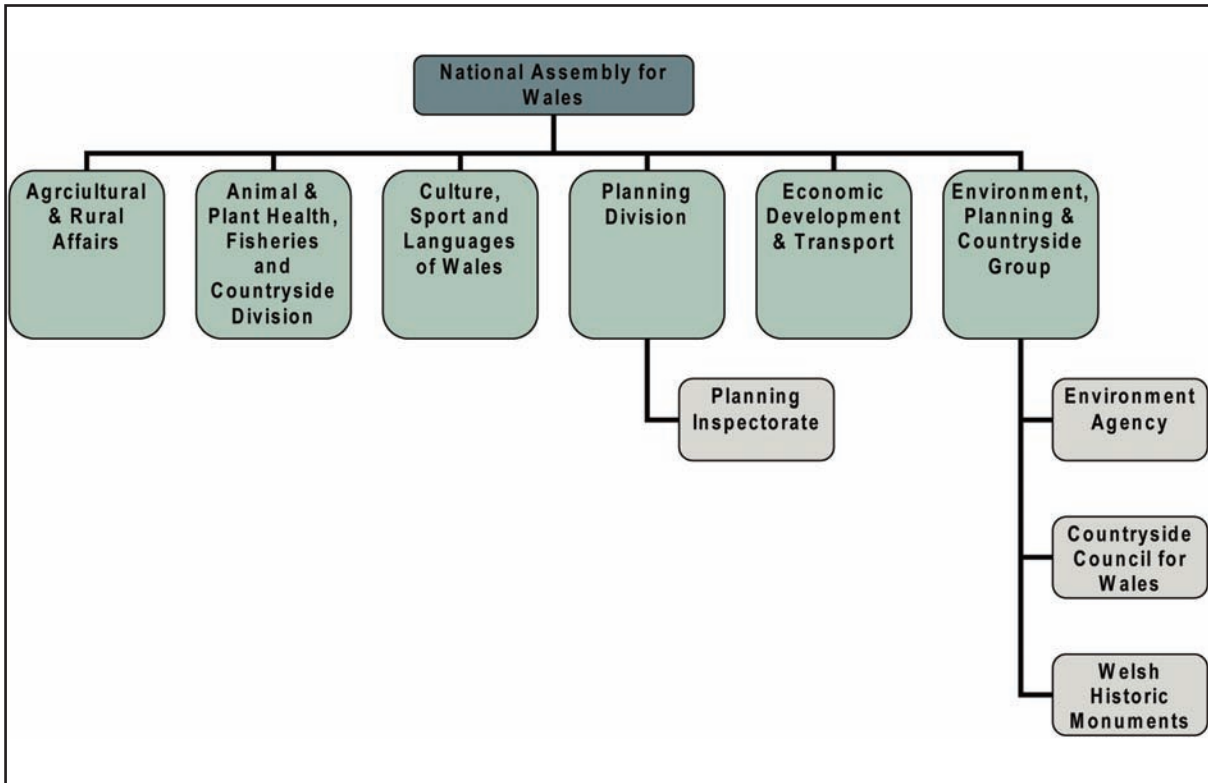 National Assembly for
Wales
Agrciultural
& Rural
Affairs
Animal &
Plant Health,
Fisheries
and
Countryside
Division
Culture,
Sport and
Languages
of Wales
Planning
Division
Economic
Development
& Transport
Environment,
Planning &
Countryside
Group
Planning
Inspectorate
Environment
Agency
Countryside
Council for
Wales
Welsh
Historic
Monuments